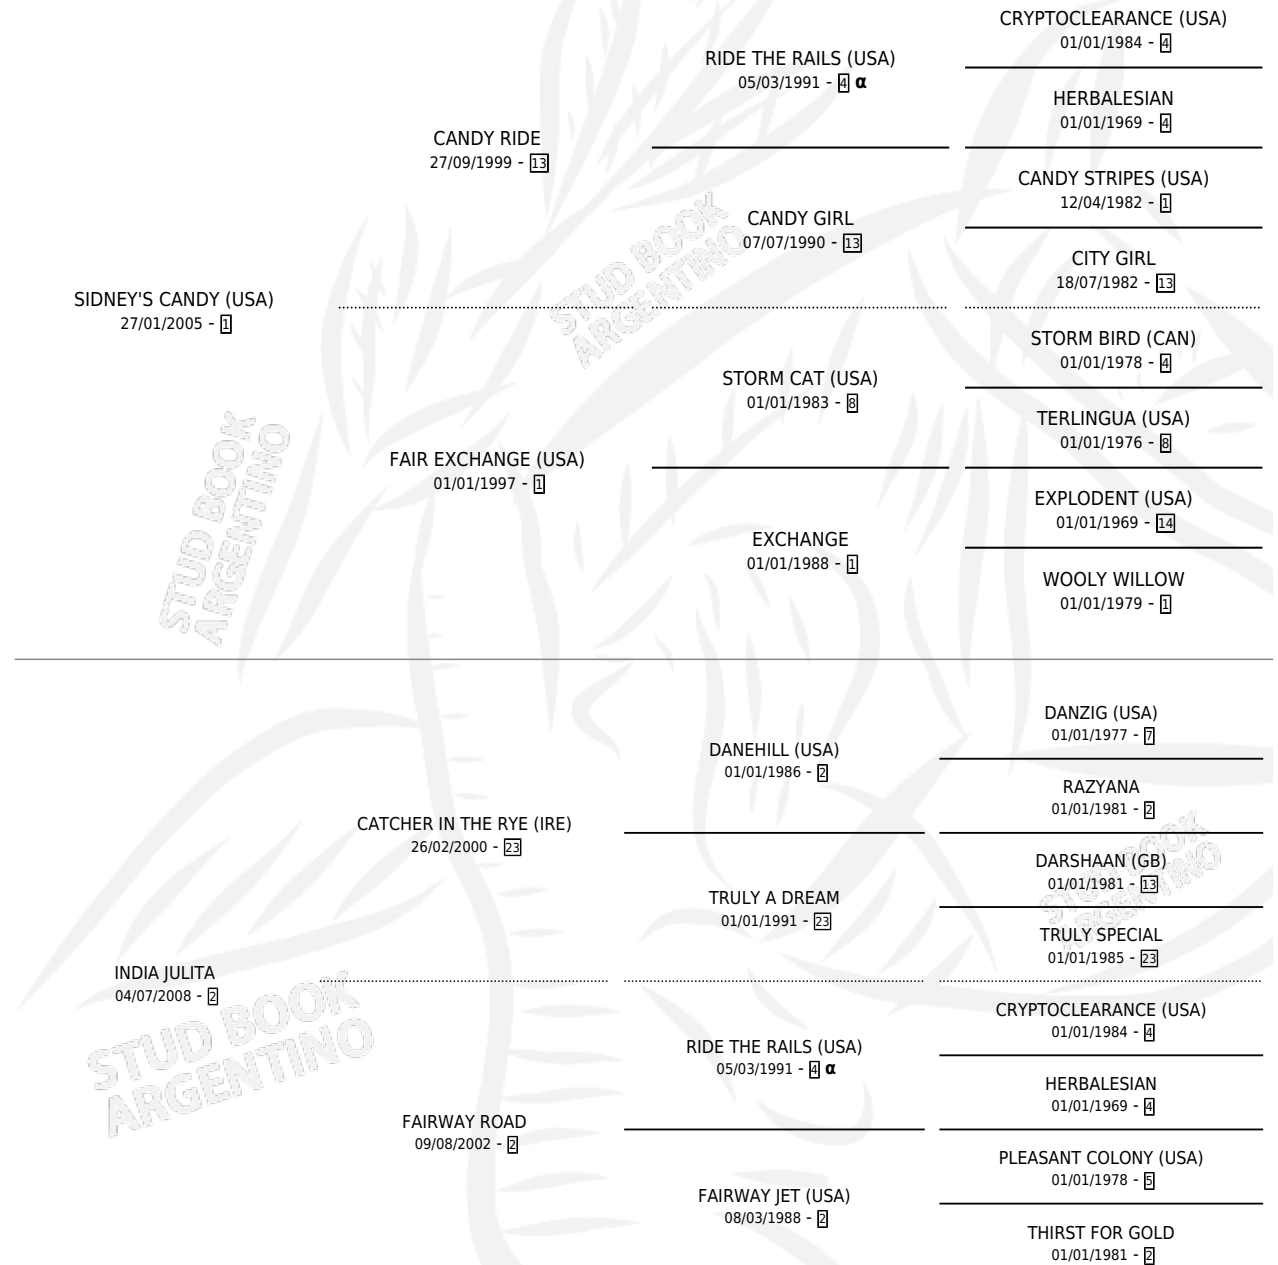 CRYPTOCLEARANCE (USA)
01/01/1984 - 4
RIDE THE RAILS (USA)
05/03/1991 - 4 α
HERBALESIAN
01/01/1969 - 4
CANDY RIDE
27/09/1999 - 13
CANDY STRIPES (USA)
12/04/1982 - 1
CANDY GIRL
07/07/1990 - 13
CITY GIRL
18/07/1982 - 13
SIDNEY'S CANDY (USA)
27/01/2005 - 1
STORM BIRD (CAN)
01/01/1978 - 4
STORM CAT (USA)
01/01/1983 - 8
TERLINGUA (USA)
01/01/1976 - 8
FAIR EXCHANGE (USA)
01/01/1997 - 1
EXPLODENT (USA)
01/01/1969 - 14
EXCHANGE
01/01/1988 - 1
WOOLY WILLOW
01/01/1979 - 1
STUD BOOK
ARGENTINO
STUD BOOK
ARGENTINO
DANZIG (USA)
01/01/1977 - 7
DANEHILL (USA)
01/01/1986 - 2
RAZYANA
01/01/1981 - 2
CATCHER IN THE RYE (IRE)
26/02/2000 - 23
DARSHAAN (GB)
01/01/1981 - 13
TRULY A DREAM
01/01/1991 - 23
TRULY SPECIAL
01/01/1985 - 23
INDIA JULITA
04/07/2008 - 2
CRYPTOCLEARANCE (USA)
01/01/1984 - 4
RIDE THE RAILS (USA)
05/03/1991 - 4 α
HERBALESIAN
01/01/1969 - 4
FAIRWAY ROAD
09/08/2002 - 2
PLEASANT COLONY (USA)
01/01/1978 - 5
FAIRWAY JET (USA)
08/03/1988 - 2
THIRST FOR GOLD
01/01/1981 - 2
STUD BOOK
ARGENTINO
STUD BOOK
ARGENTINO